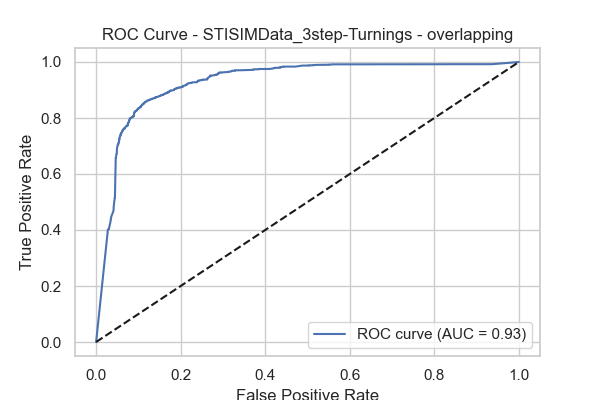 ROC Curve - STISIMData_3step-Turnings - overlapping
True Positive Rate
1.0
0.8
0.6
0.4
0.2
0.0
ROC curve (AUC = 0.93)
0.0 0.2 0.4 0.6 0.8 1.0
False Positive Rate